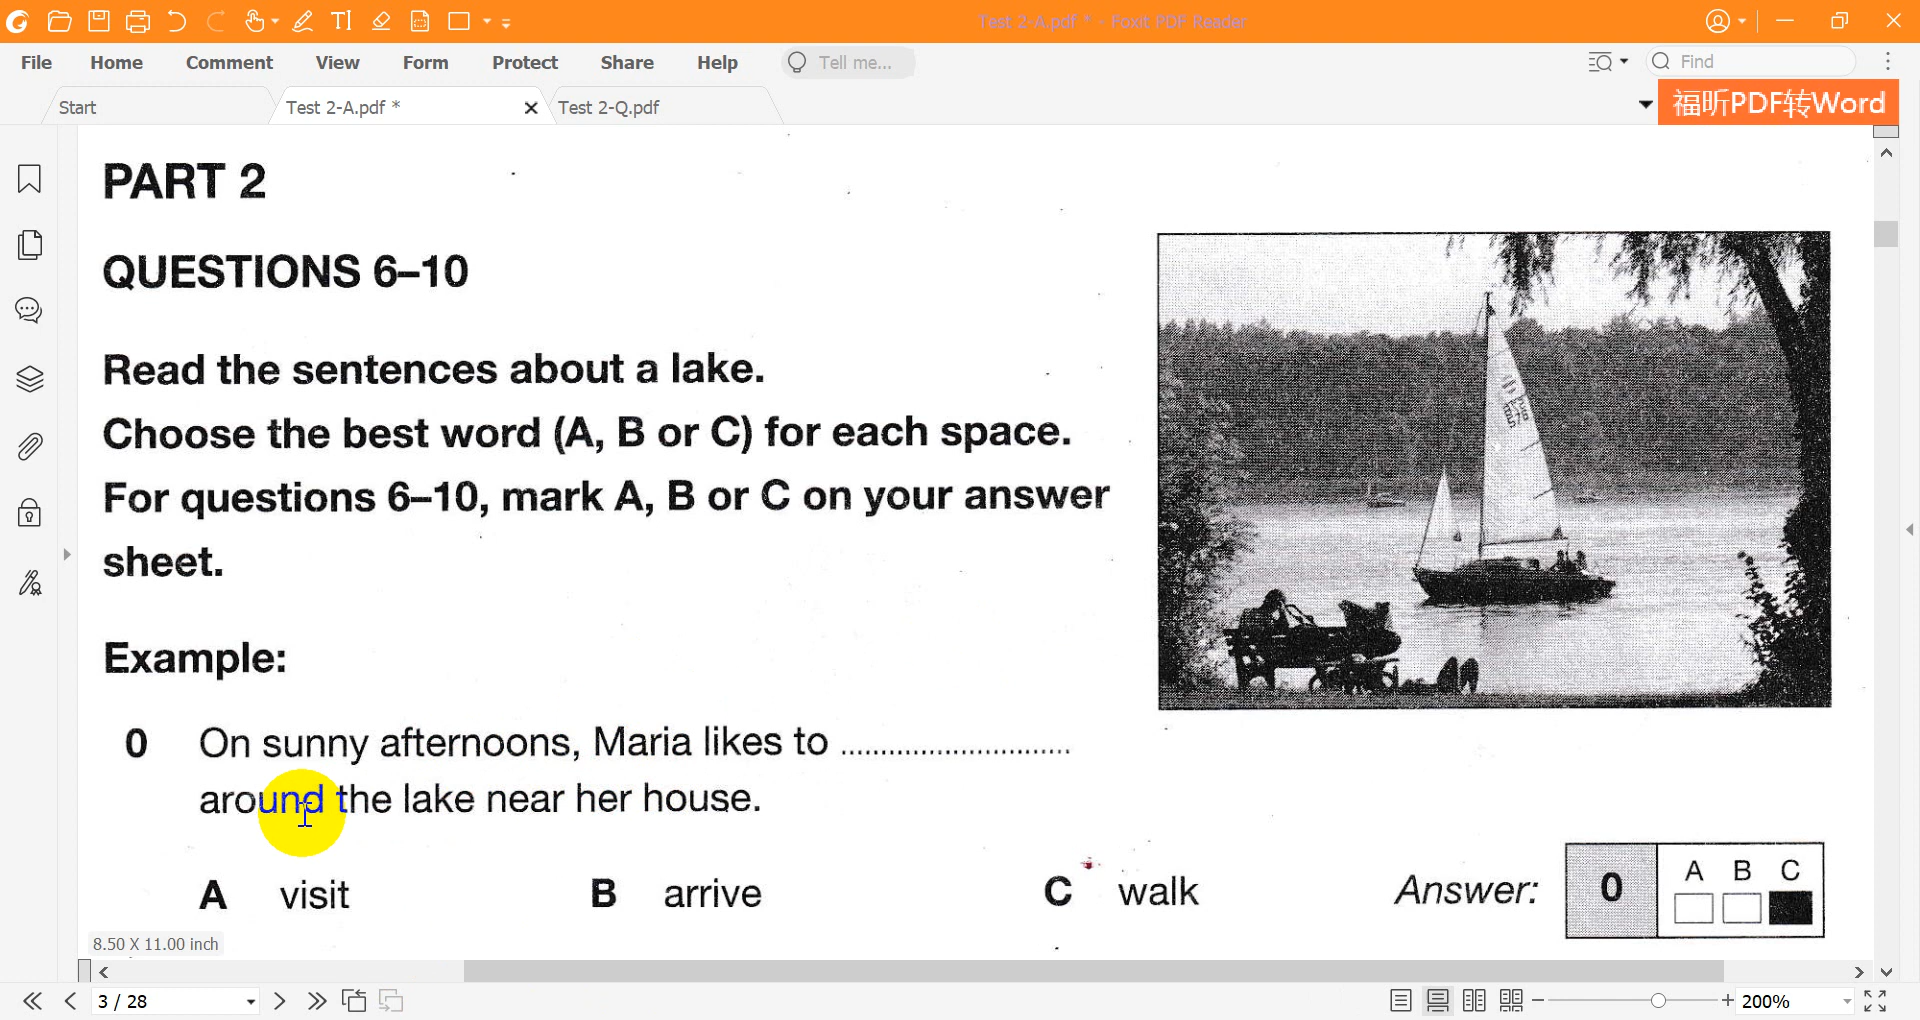 Test 2-A.pdf * - Foxit PDF Reader
File Home Comment View Form Protect Share Help Tell me... Find
Start Test 2-A.pdf * Test 2-Q.pdf 福昕PDF转Word
PART 2
QUESTIONS 6–10
Read the sentences about a lake.
Choose the best word (A, B or C) for each space.
For questions 6–10, mark A, B or C on your answer
sheet.
Example:
0 On sunny afternoons, Maria likes to ..............................
around the lake near her house.
A visit B arrive C walk Answer: 0 A B C
8.50 X 11.00 inch
3 / 28 200%